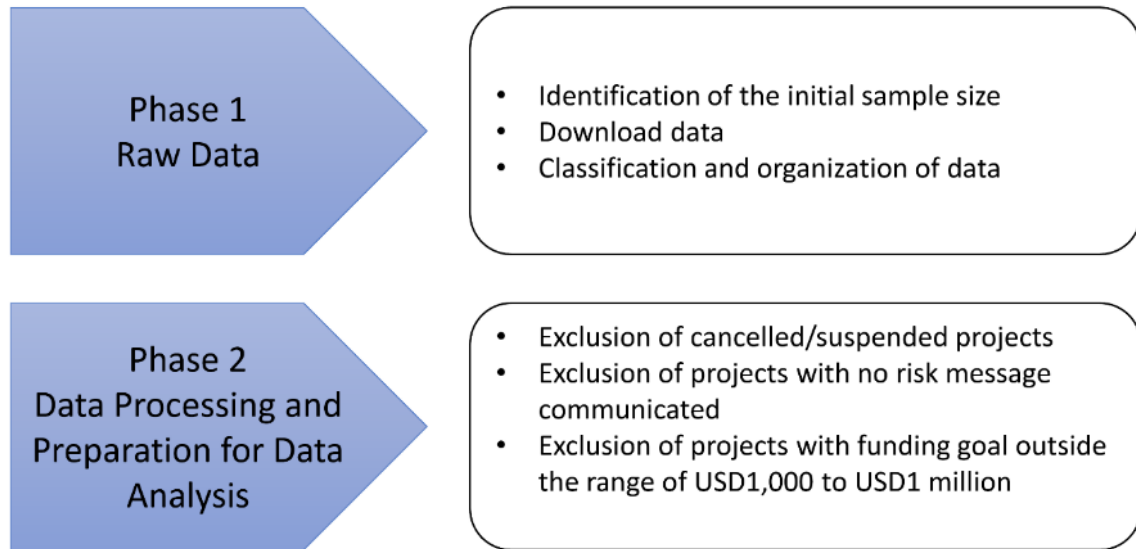 Phase 1
Raw Data
• Identification of the initial sample size
• Download data
• Classification and organization of data
Phase 2
Data Processing and
Preparation for Data
Analysis
• Exclusion of cancelled/suspended projects
• Exclusion of projects with no risk message
communicated
• Exclusion of projects with funding goal outside
the range of USD1,000 to USD1 million